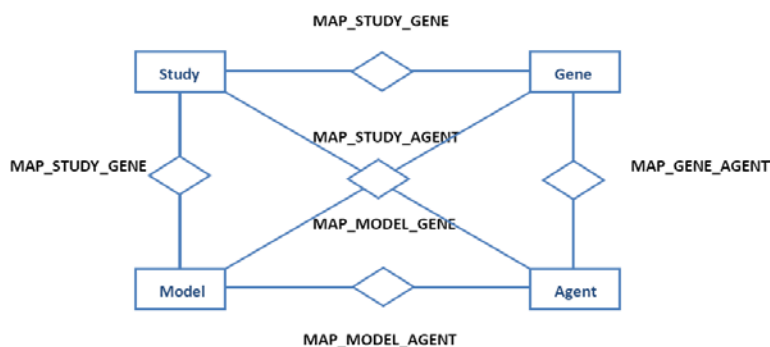 MAP_STUDY_GENE
Study
Gene
MAP_STUDY_AGENT
MAP_STUDY_GENE
MAP_GENE_AGENT
MAP_MODEL_GENE
Model
Agent
MAP_MODEL_AGENT